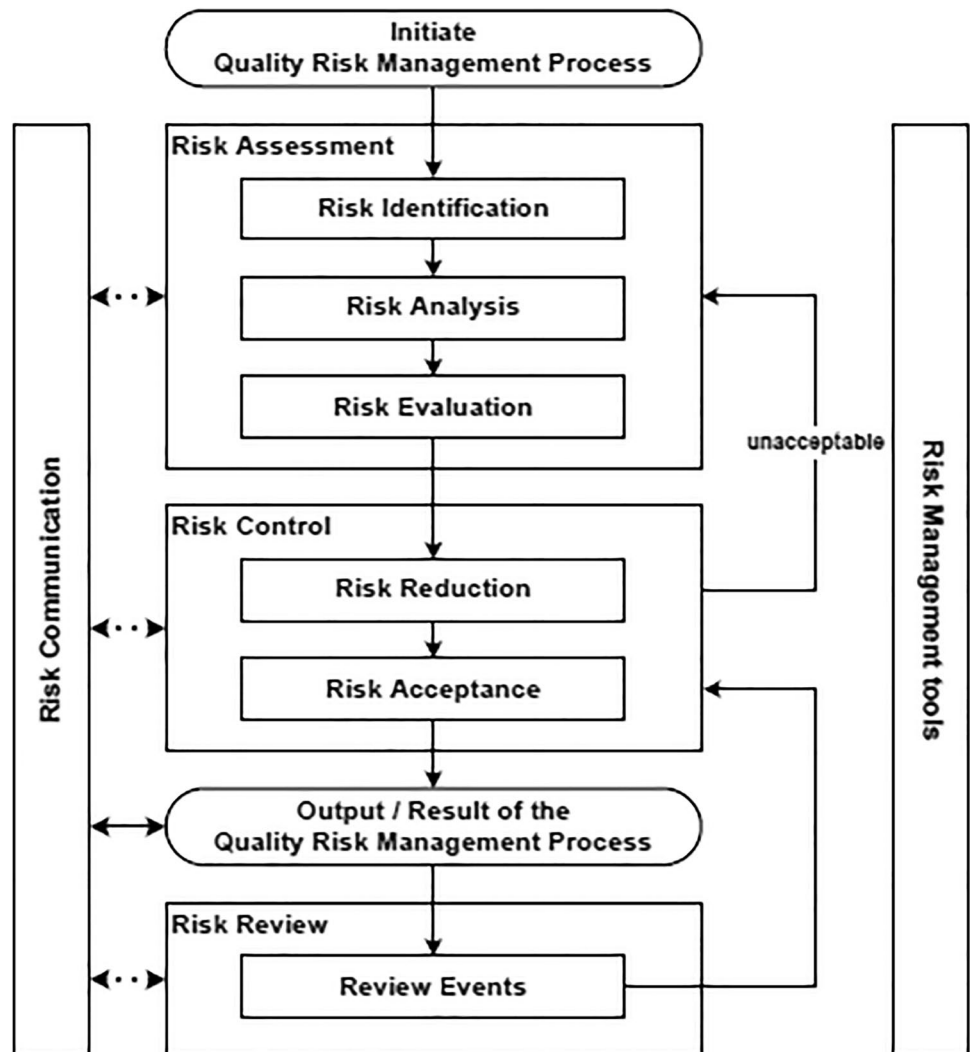 Initiate
Quality Risk Management Process
Risk Assessment
Risk Identification
Risk Analysis
Risk Evaluation
unacceptable
Risk Control
Risk Reduction
Risk Acceptance
Output / Result of the
Quality Risk Management Process
Risk Review
Review Events
Risk Communication
Risk Management tools